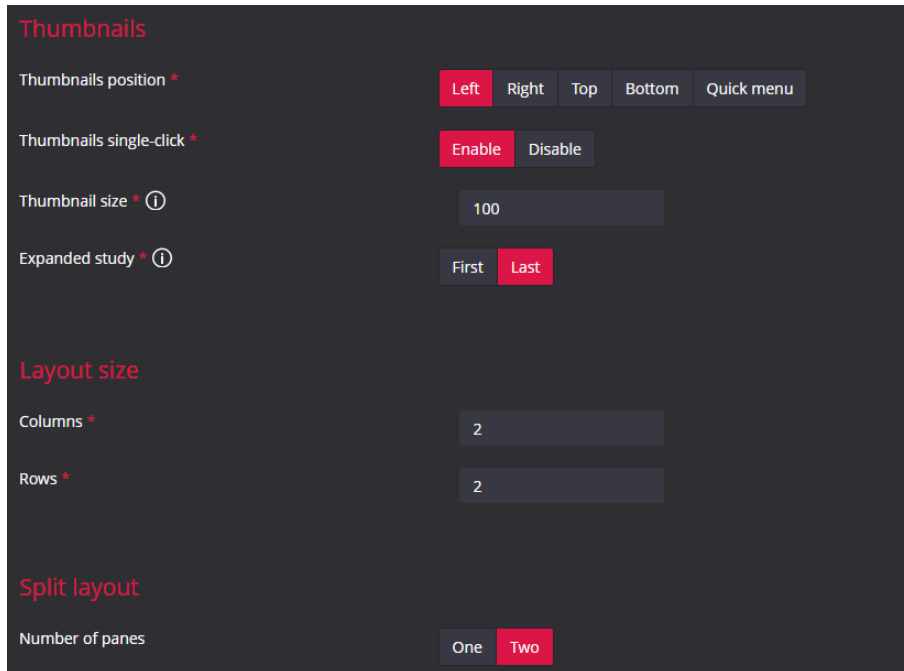 Thumbnails
Thumbnails position * Left Right Top Bottom Quick menu
Thumbnails single-click * Enable Disable
Thumbnail size * 100
Expanded study * First Last
Layout size
Columns * 2
Rows * 2
Split layout
Number of panes One Two